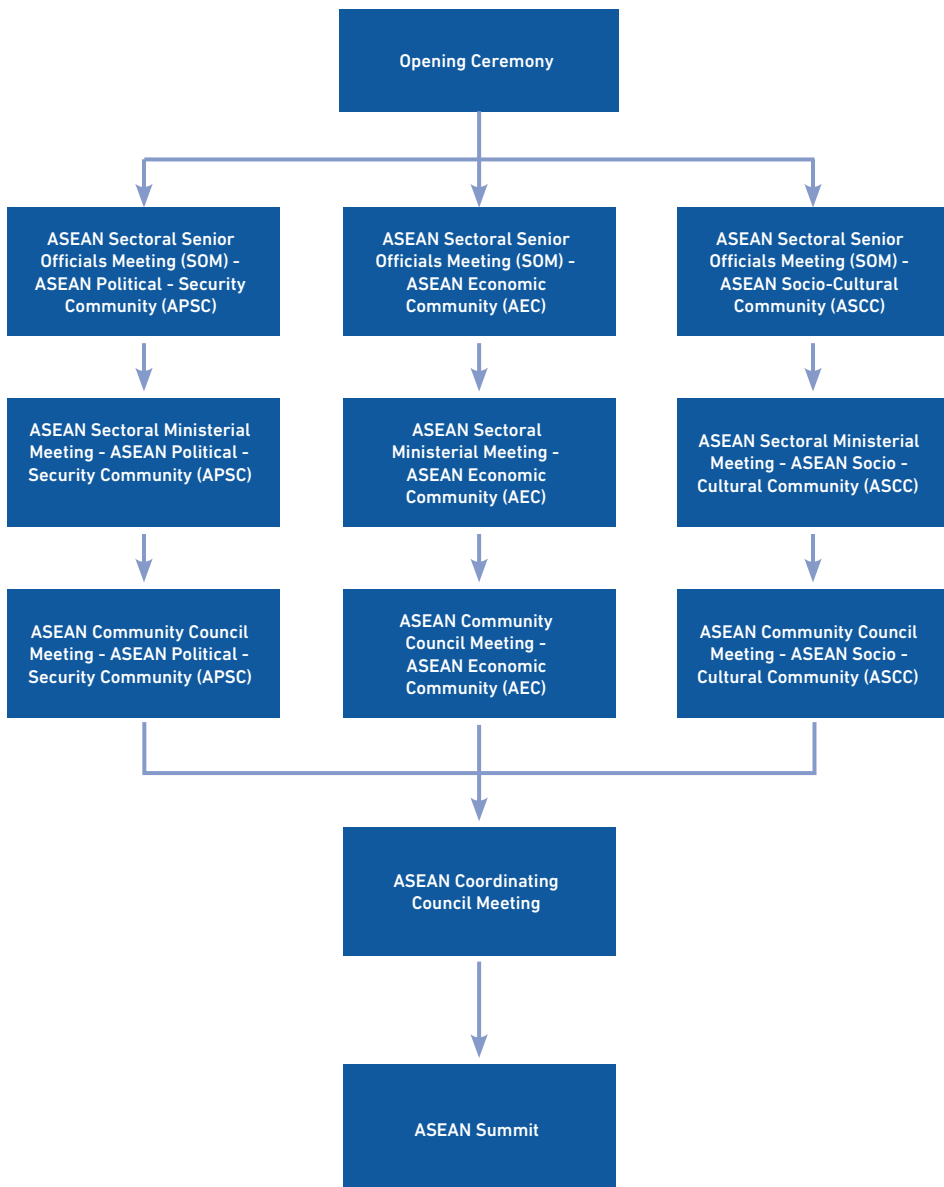 Opening Ceremony
ASEAN Sectoral Senior
Officials Meeting (SOM) -
ASEAN Political - Security
Community (APSC)
ASEAN Sectoral Senior
Officials Meeting (SOM) -
ASEAN Economic
Community (AEC)
ASEAN Sectoral Senior
Officials Meeting (SOM) -
ASEAN Socio-Cultural
Community (ASCC)
ASEAN Sectoral Ministerial
Meeting - ASEAN Political -
Security Community (APSC)
ASEAN Sectoral
Ministerial Meeting -
ASEAN Economic
Community (AEC)
ASEAN Sectoral Ministerial
Meeting - ASEAN Socio -
Cultural Community (ASCC)
ASEAN Community Council
Meeting - ASEAN Political -
Security Community (APSC)
ASEAN Community
Council Meeting -
ASEAN Economic
Community (AEC)
ASEAN Community Council
Meeting - ASEAN Socio -
Cultural Community (ASCC)
ASEAN Coordinating
Council Meeting
ASEAN Summit